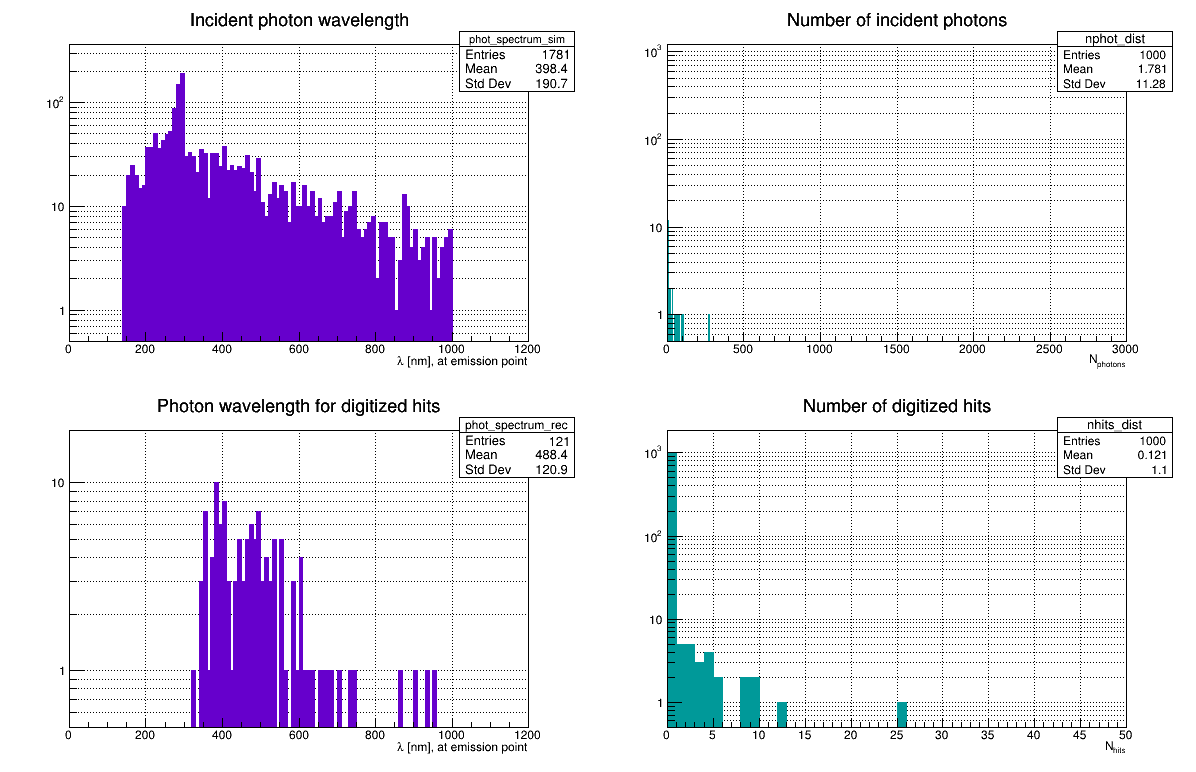 Incident photon wavelength
phot_spectrum_sim
Entries 1781
Mean 398.4
Std Dev 190.7
10²
10
1
0 200 400 600 800 1000 1200
λ [nm], at emission point
Number of incident photons
nphot_dist
Entries 1000
Mean 1.781
Std Dev 11.28
10³
10²
10
1
0 500 1000 1500 2000 2500 3000
N_photons
Photon wavelength for digitized hits
phot_spectrum_rec
Entries 121
Mean 488.4
Std Dev 120.9
10
1
0 200 400 600 800 1000 1200
λ [nm], at emission point
Number of digitized hits
nhits_dist
Entries 1000
Mean 0.121
Std Dev 1.1
10³
10²
10
1
0 5 10 15 20 25 30 35 40 45 50
N_hits